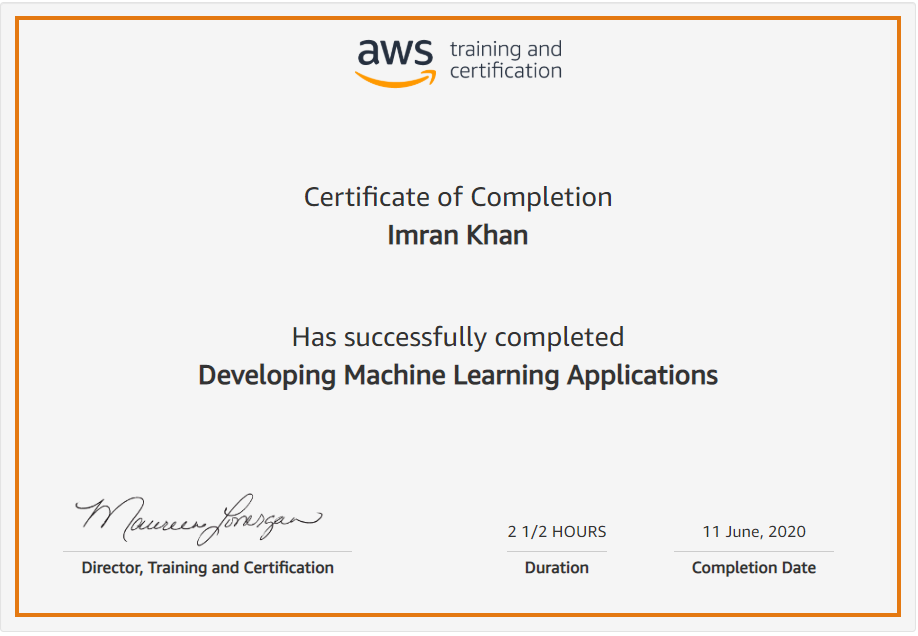 aws training and
certification
Certificate of Completion
Imran Khan
Has successfully completed
Developing Machine Learning Applications
Maureen Lonergan
2 1/2 HOURS
11 June, 2020
Director, Training and Certification
Duration
Completion Date